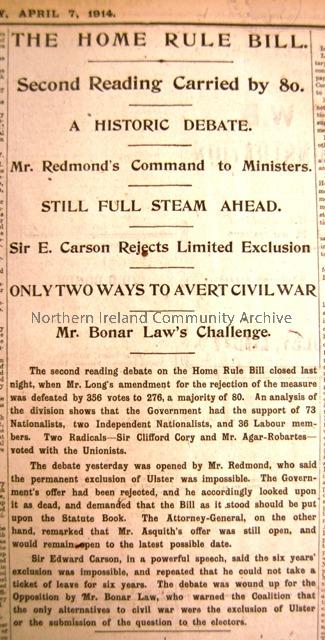 Y, APRIL 7, 1914.
THE HOME RULE BILL.
Second Reading Carried by 80.
A HISTORIC DEBATE.
Mr. Redmond's Command to Ministers.
STILL FULL STEAM AHEAD.
Sir E. Carson Rejects Limited Exclusion
ONLY TWO WAYS TO AVERT CIVIL WAR
Northern Ireland Community Archive
Mr. Bonar Law's Challenge.
The second reading debate on the Home Rule Bill closed last
night, when Mr. Long's amendment for the rejection of the measure
was defeated by 356 votes to 276, a majority of 80. An analysis of
the division shows that the Government had the support of 73
Nationalists, two Independent Nationalists, and 36 Labour mem-
bers. Two Radicals—Sir Clifford Cory and Mr. Agar-Robartes—
voted with the Unionists.
The debate yesterday was opened by Mr. Redmond, who said
the permanent exclusion of Ulster was impossible. The Govern-
ment's offer had been rejected, and he accordingly looked upon
it as dead, and demanded that the Bill as it stood should be put
upon the Statute Book. The Attorney-General, on the other
hand, remarked that Mr. Asquith's offer was still open, and
would remain open to the latest possible date.
Sir Edward Carson, in a powerful speech, said the six years'
exclusion was impossible, and repeated that he could not take a
ticket of leave for six years. The debate was wound up for the
Opposition by Mr. Bonar Law, who warned the Coalition that
the only alternatives to civil war were the exclusion of Ulster
or the submission of the question to the electors.